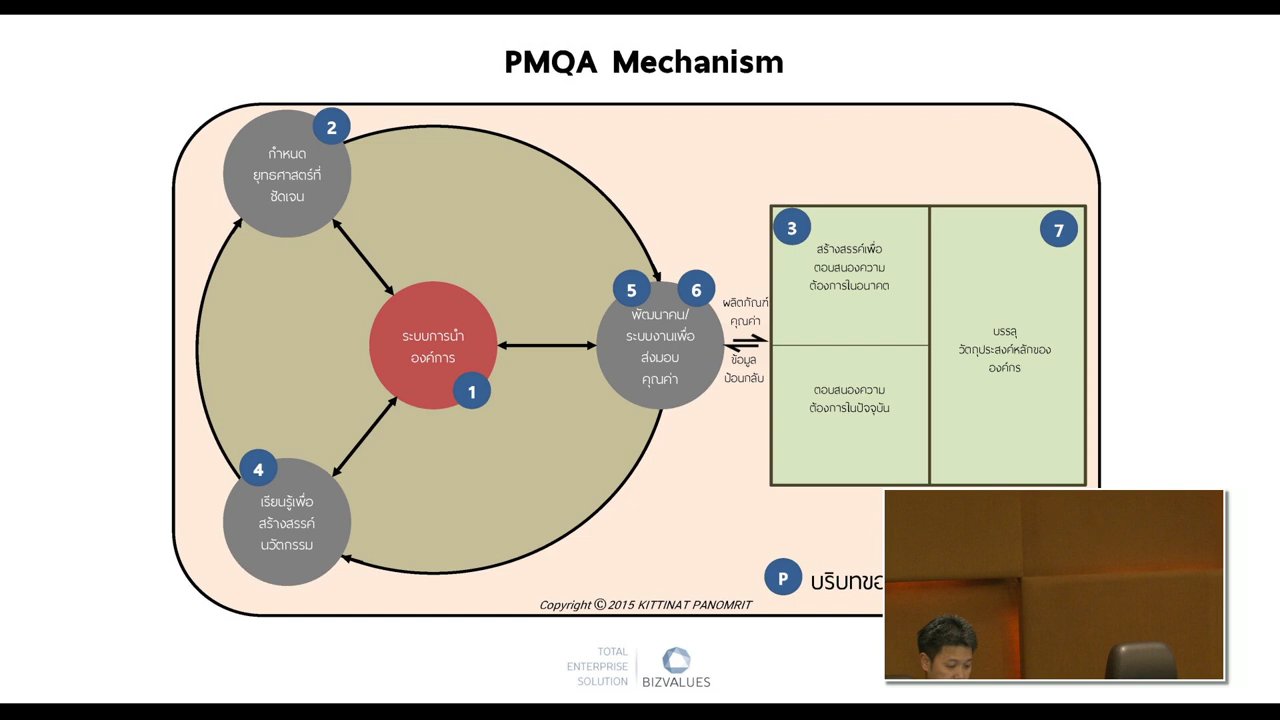 PMQA Mechanism
2
กำหนด
ยุทธศาสตร์ที่
ชัดเจน
ระบบการนำ
องค์การ
1
5
6
พัฒนาคน/
ระบบงานเพื่อ
ส่งมอบ
คุณค่า
ผลิตภัณฑ์
คุณค่า
ข้อมูล
ป้อนกลับ
3
สร้างสรรค์เพื่อ
ตอบสนองความ
ต้องการในอนาคต
ตอบสนองความ
ต้องการในปัจจุบัน
7
บรรลุ
วัตถุประสงค์หลักของ
องค์กร
4
เรียนรู้เพื่อ
สร้างสรรค์
นวัตกรรม
P
Copyright © 2015 KITTINAT PANOMRIT
TOTAL
ENTERPRISE
SOLUTION
BIZVALUES